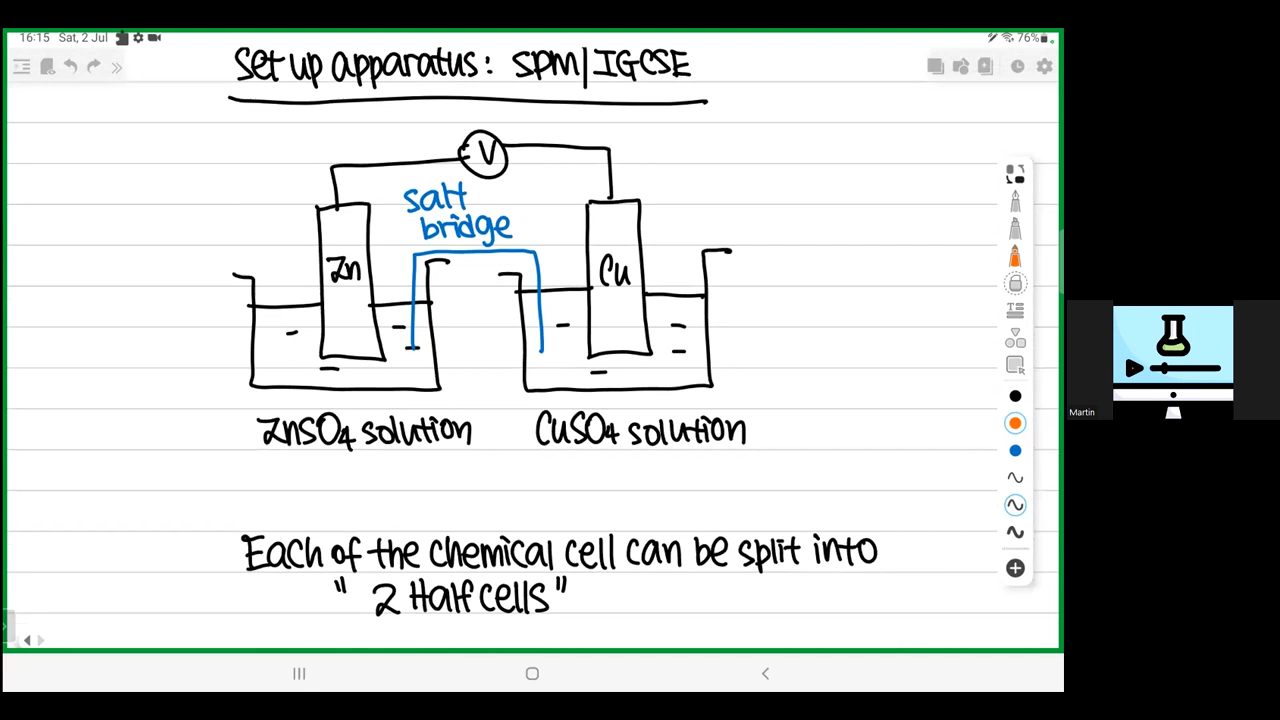 16:15 Sat, 2 Jul
76%
Set up apparatus: SPM/IGCSE
V
salt
bridge
Zn
Cu
ZnSO4 solution
CuSO4 solution
Each of the chemical cell can be split into
" 2 Half cells"
Martin